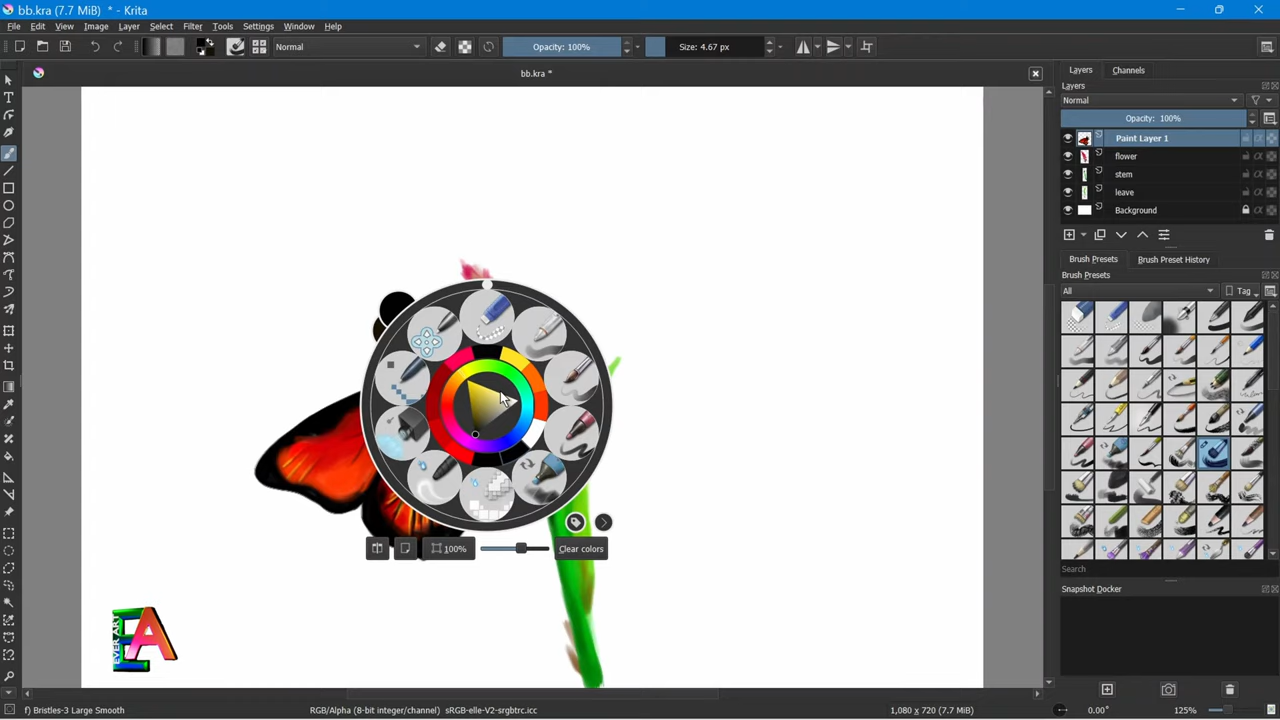 bb.kra (7.7 MiB) * - Krita
File Edit View Image Layer Select Filter Tools Settings Window Help
Normal
Opacity: 100%
Size: 4.67 px
bb.kra *
Layers Channels
Layers
Normal
Opacity: 100%
Paint Layer 1
flower
stem
leave
Background
Brush Presets Brush Preset History
Brush Presets
All
Tag
Search
Snapshot Docker
100%
Clear colors
EVER ART
EA
f) Bristles-3 Large Smooth
RGB/Alpha (8-bit integer/channel) sRGB-elle-V2-srgbtrc.icc
1,080 x 720 (7.7 MiB)
0.00°
125%